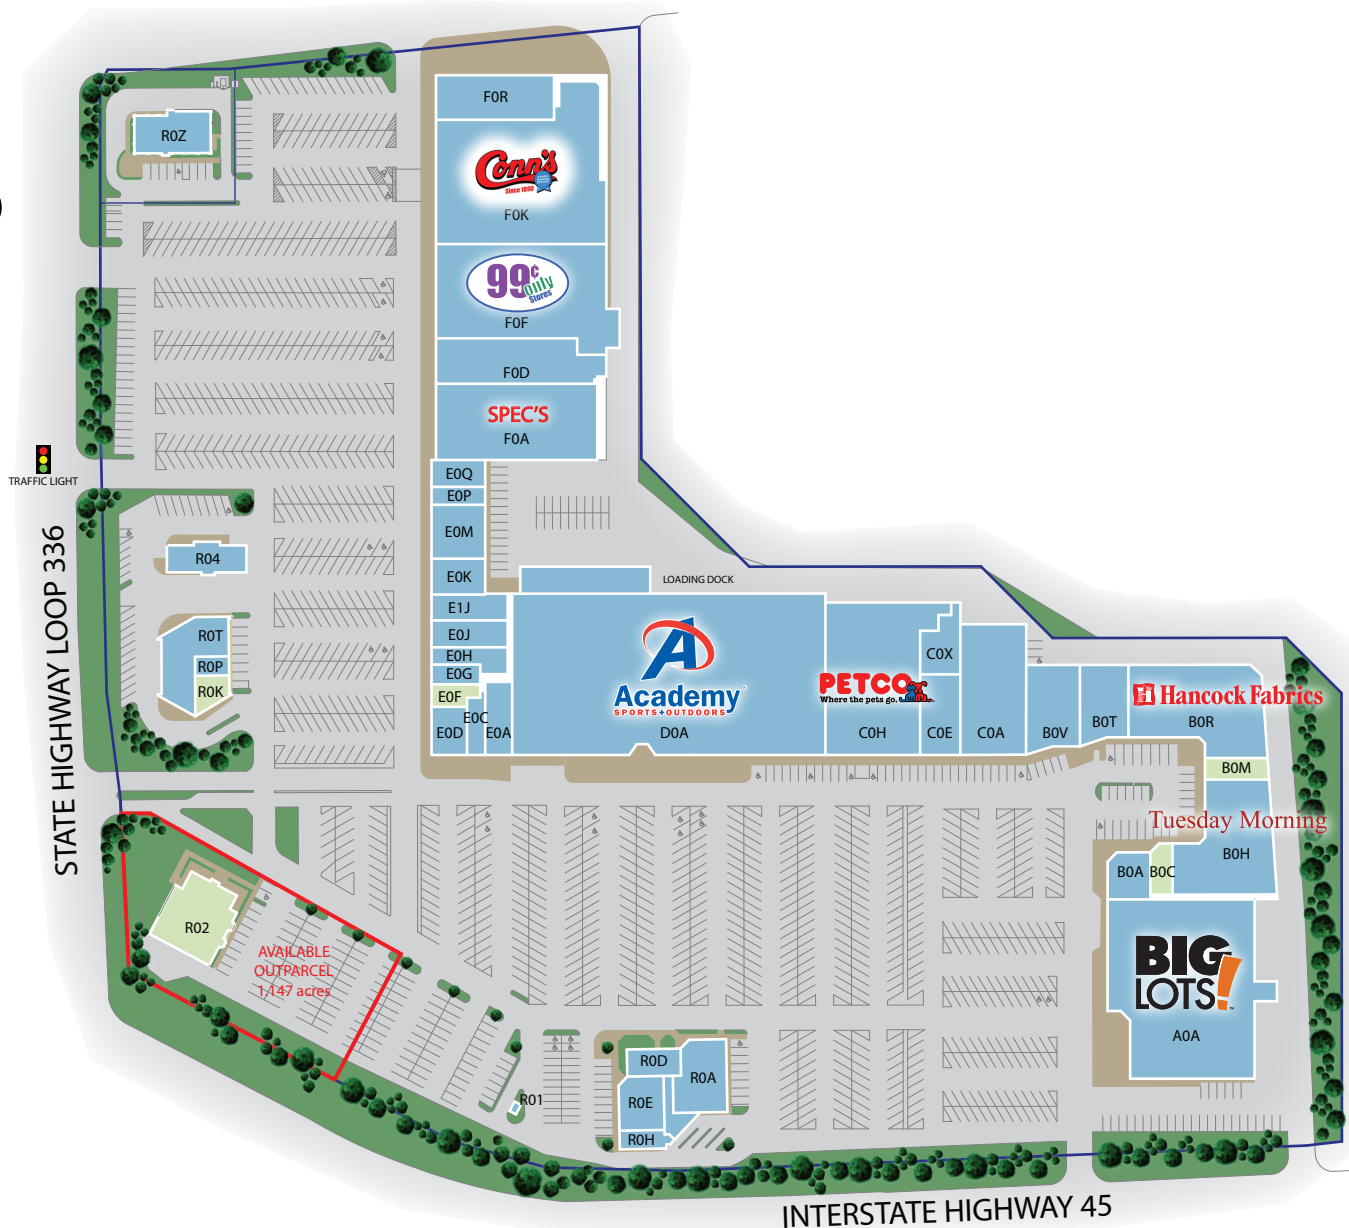 F0R
R0Z
Conn's
Since 1890
F0K
99¢
only
Stores
F0F
F0D
SPEC'S
F0A
TRAFFIC LIGHT
STATE HIGHWAY LOOP 336
E0Q
E0P
E0M
E0K
E1J
E0J
E0H
E0G
E0F
E0C
E0D
E0A
LOADING DOCK
R04
R0T
R0P
R0K
Academy
SPORTS+OUTDOORS
D0A
PETCO
Where the pets go.
C0X
C0H
C0E
C0A
B0V
B0T
Hancock Fabrics
B0R
B0M
Tuesday Morning
B0H
B0A
B0C
BIG
LOTS!
A0A
R02
AVAILABLE
OUTPARCEL
1.147 acres
R01
R0D
R0A
R0E
R0H
INTERSTATE HIGHWAY 45